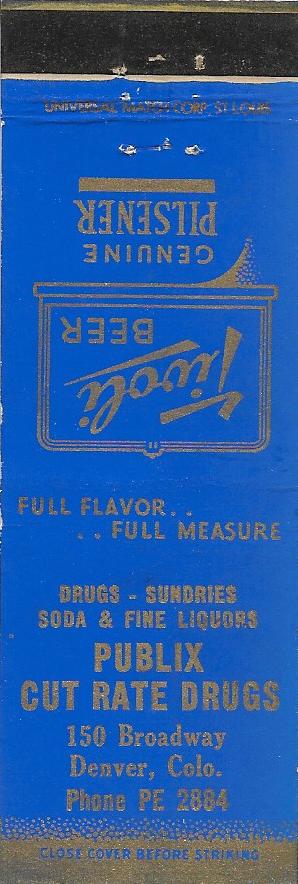 UNIVERSAL MATCH CORP. ST. LOUIS
Tivoli
BEER
GENUINE
PILSENER
FULL FLAVOR. .
. . FULL MEASURE
DRUGS - SUNDRIES
SODA & FINE LIQUORS
PUBLIX
CUT RATE DRUGS
150 Broadway
Denver, Colo.
Phone PE 2884
CLOSE COVER BEFORE STRIKING